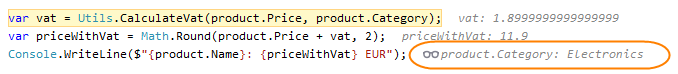 var vat = Utils.CalculateVat(product.Price, product.Category); vat: 1.8999999999999999
var priceWithVat = Math.Round(product.Price + vat, 2); priceWithVat: 11.9
Console.WriteLine($"{product.Name}: {priceWithVat} EUR"); product.Category: Electronics